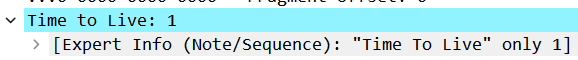 Time to Live: 1
[Expert Info (Note/Sequence): "Time To Live" only 1]